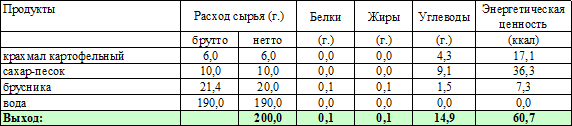 Продукты Расход сырья (г.) Белки Жиры Углеводы Энергетическая ценность
брутто нетто (г.) (г.) (г.) (ккал)
крахмал картофельный 6,0 6,0 0,0 0,0 4,3 17,1
сахар-песок 10,0 10,0 0,0 0,0 9,1 36,3
брусника 21,4 20,0 0,1 0,1 1,5 7,3
вода 190,0 190,0 0,0 0,0 0,0 0,0
Выход: 200,0 0,1 0,1 14,9 60,7